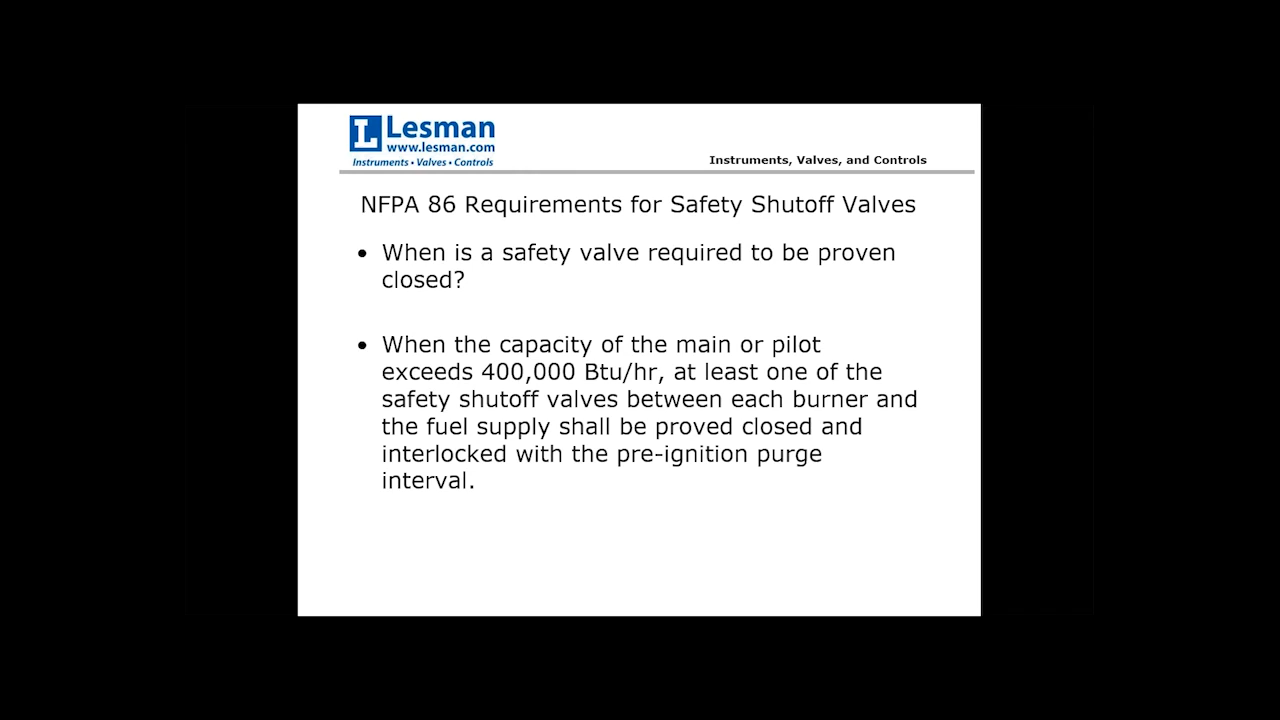 L Lesman
www.lesman.com
Instruments • Valves • Controls
Instruments, Valves, and Controls
NFPA 86 Requirements for Safety Shutoff Valves
• When is a safety valve required to be proven
closed?
• When the capacity of the main or pilot
exceeds 400,000 Btu/hr, at least one of the
safety shutoff valves between each burner and
the fuel supply shall be proved closed and
interlocked with the pre-ignition purge
interval.